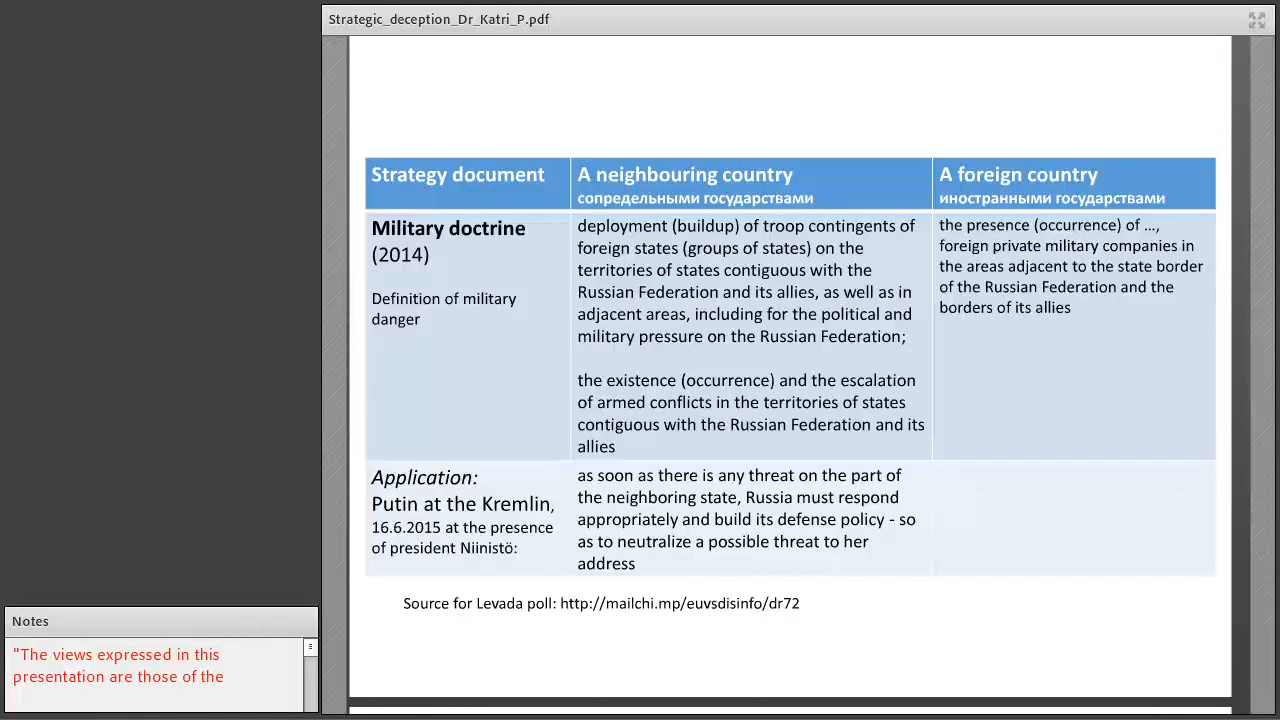 Strategic_deception_Dr_Katri_P.pdf
Strategy document
A neighbouring country
сопредельными государствами
A foreign country
иностранными государствами
Military doctrine
(2014)
Definition of military
danger
deployment (buildup) of troop contingents of
foreign states (groups of states) on the
territories of states contiguous with the
Russian Federation and its allies, as well as in
adjacent areas, including for the political and
military pressure on the Russian Federation;
the existence (occurrence) and the escalation
of armed conflicts in the territories of states
contiguous with the Russian Federation and its
allies
the presence (occurrence) of ...,
foreign private military companies in
the areas adjacent to the state border
of the Russian Federation and the
borders of its allies
Application:
Putin at the Kremlin,
16.6.2015 at the presence
of president Niinistö:
as soon as there is any threat on the part of
the neighboring state, Russia must respond
appropriately and build its defense policy - so
as to neutralize a possible threat to her
address
Source for Levada poll: http://mailchi.mp/euvsdisinfo/dr72
Notes
"The views expressed in this
presentation are those of the